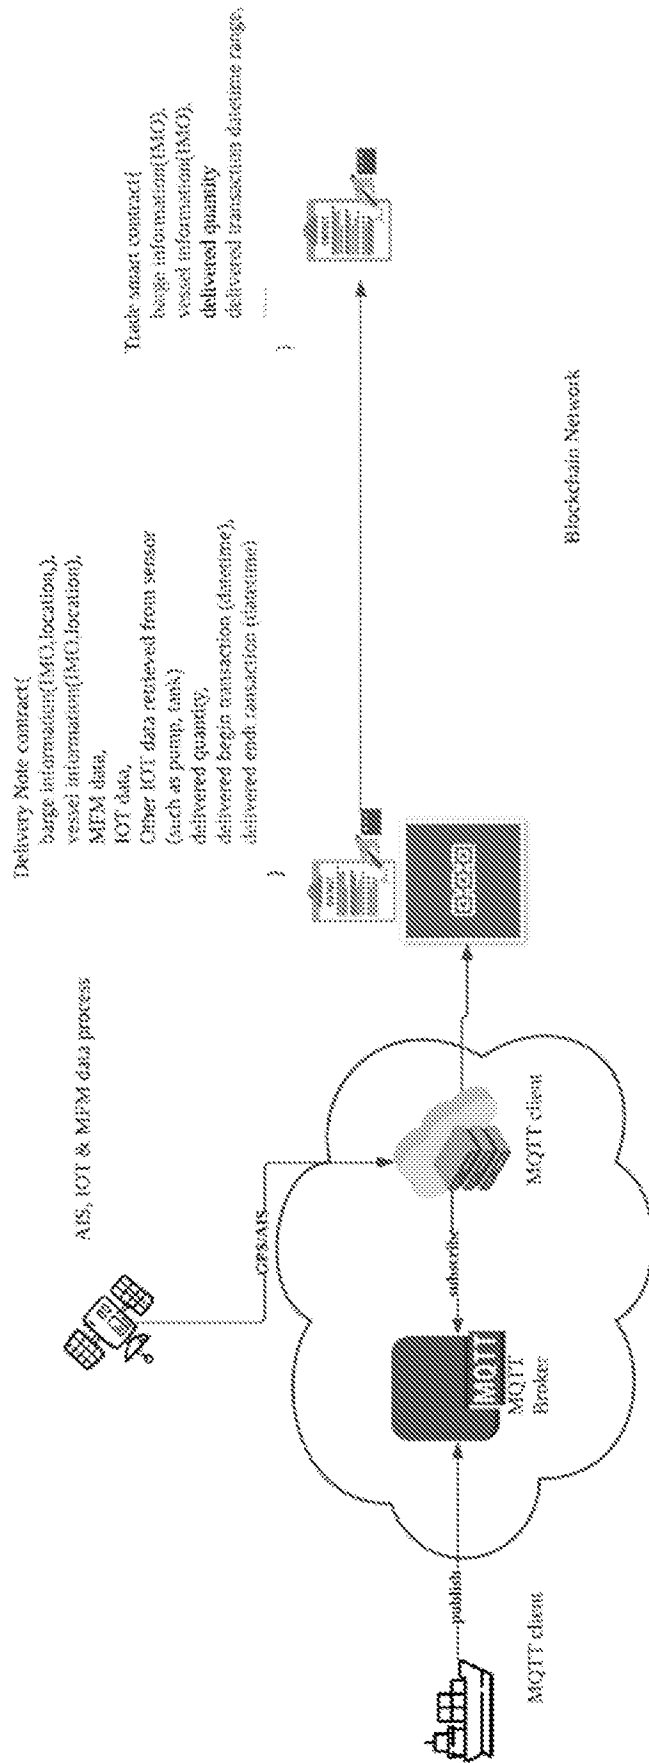 AIS, IOT & MFM data process
Delivery Note contract{
barge information(IMO,location,),
vessel information(IMO,location),
MFM data,
IOT data,
Other IOT data retrieved from sensor
(such as pump, tank)
delivered quantity,
delivered begin transaction (datetime),
delivered endt ransaction (datetime)
}
Trade smart contract{
barge information(IMO),
vessel information(IMO),
delivered quantity
delivered transaction datetime range,
......
}
GPS/AIS
publish
subscribe
MQTT
MQTT
Broker
MQTT client
MQTT client
Blockchain Network